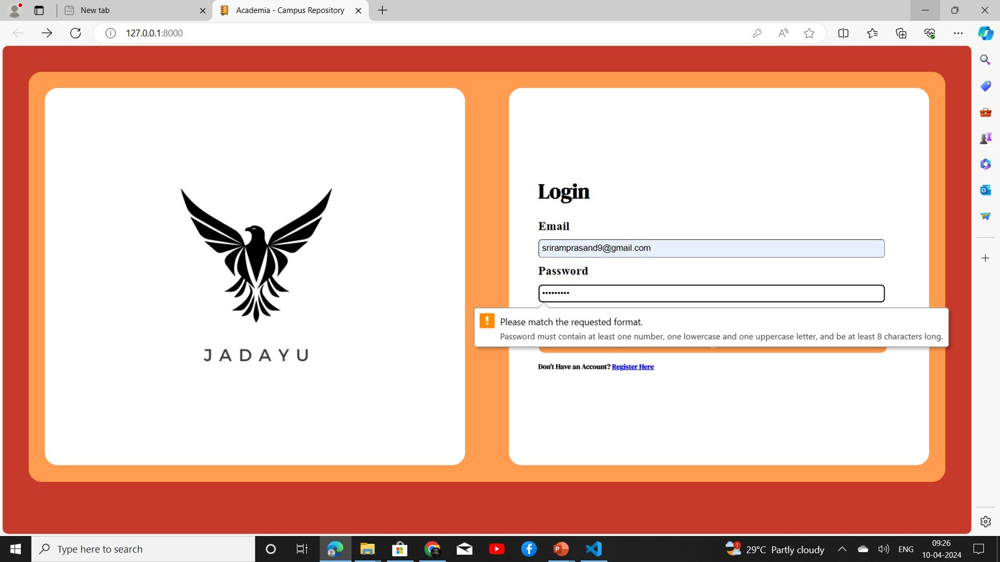 New tab
Academia - Campus Repository
127.0.0.1:8000
Login
Email
sriramprasand9@gmail.com
Password
•••••••••
Please match the requested format.
Password must contain at least one number, one lowercase and one uppercase letter, and be at least 8 characters long.
Don't Have an Account? Register Here
JADAYU
Type here to search
1
29°C Partly cloudy
ENG
09:26
10-04-2024